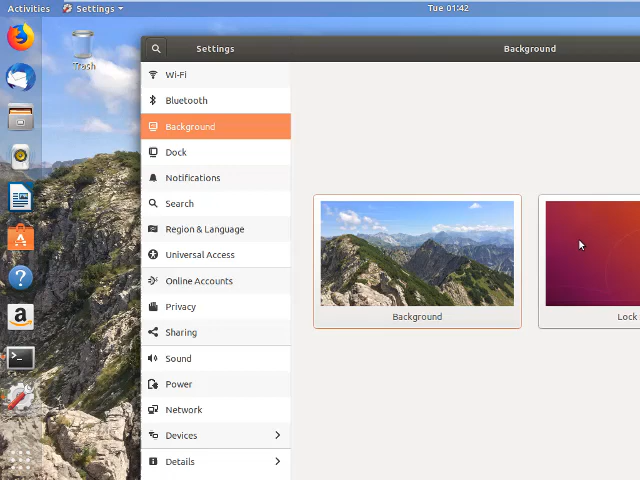 Activities
Settings
Tue 01:42
Trash
Settings
Background
Wi-Fi
Bluetooth
Background
Dock
Notifications
Search
Region & Language
Universal Access
Online Accounts
Privacy
Sharing
Sound
Power
Network
Devices
Details
Background
Lock